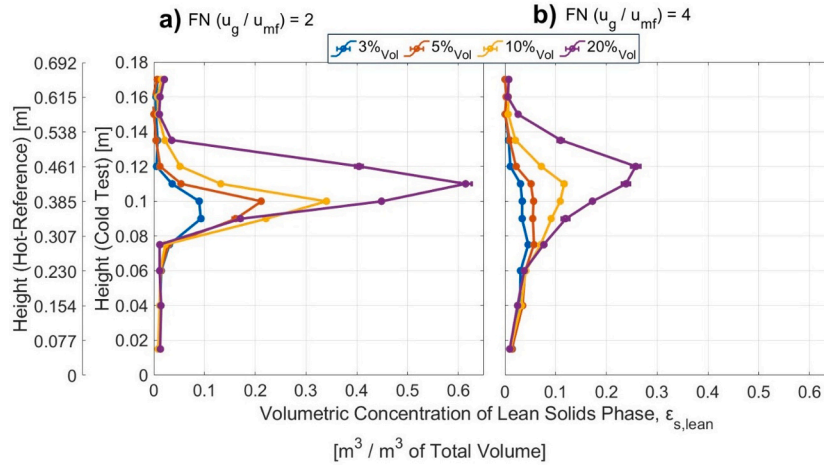 a) FN (u_g / u_mf) = 2
b) FN (u_g / u_mf) = 4
3%Vol 5%Vol 10%Vol 20%Vol
Height (Hot-Reference) [m]
0.692
0.615
0.538
0.461
0.385
0.307
0.230
0.154
0.077
0
Height (Cold Test) [m]
0.18
0.16
0.14
0.12
0.1
0.08
0.06
0.04
0.02
0
0 0.1 0.2 0.3 0.4 0.5 0.6
0 0.1 0.2 0.3 0.4 0.5 0.6
Volumetric Concentration of Lean Solids Phase, ε_s,lean
[m³ / m³ of Total Volume]